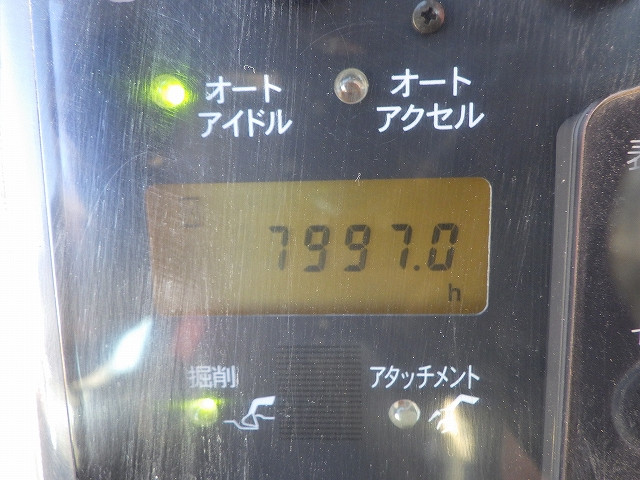 オート
アイドル
オート
アクセル
7997.0
h
掘削
アタッチメント